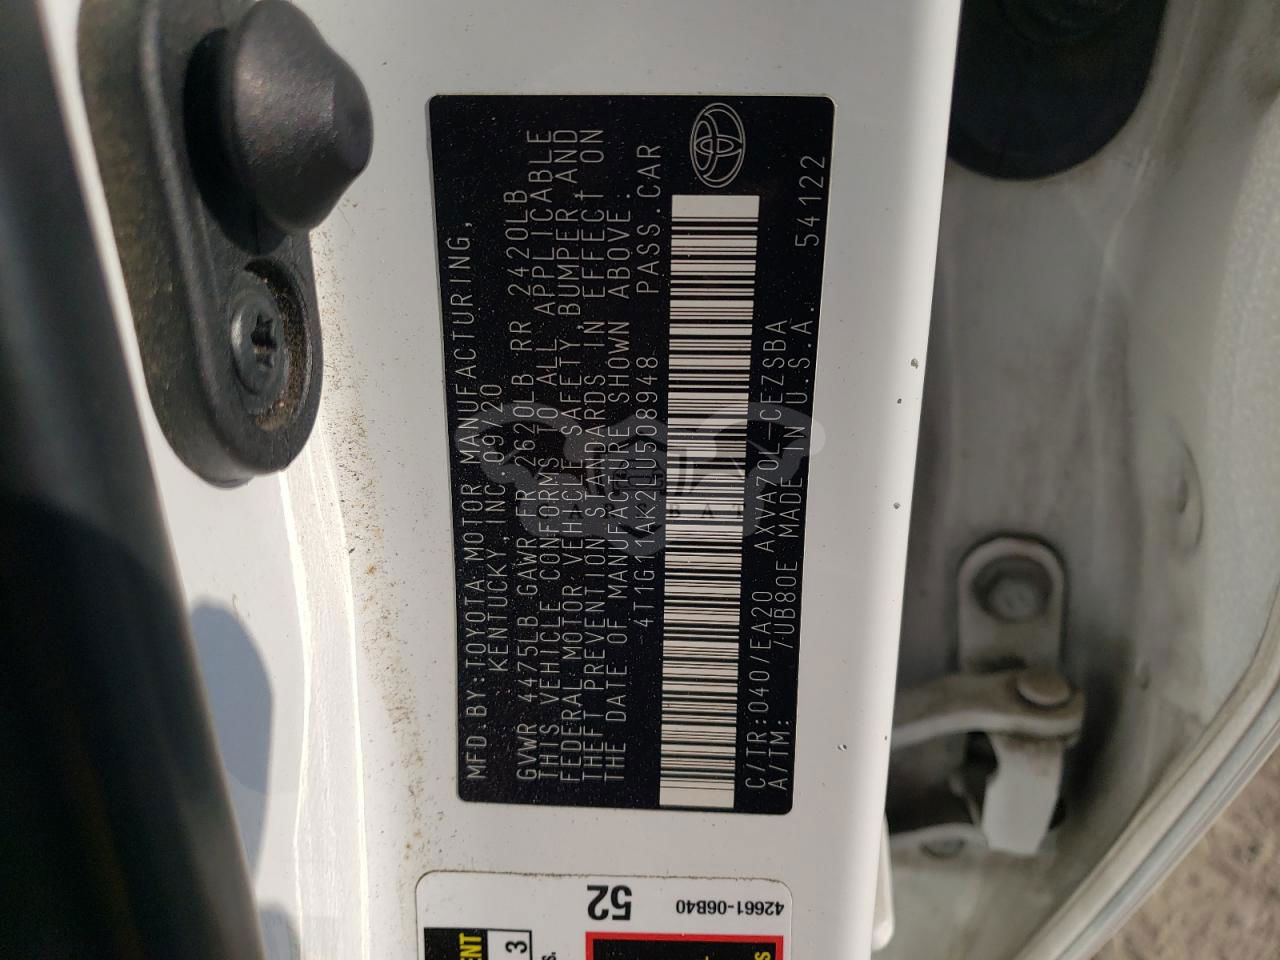 MFD.BY:TOYOTA MOTOR MANUFACTURING,
KENTUCKY,INC.09/20
GVWR 4475LB GAWR FR 2620LB RR 2420LB
THIS VEHICLE CONFORMS TO ALL APPLICABLE
FEDERAL MOTOR VEHICLE SAFETY,BUMPER AND
THEFT PREVENTION STANDARDS IN EFFECT ON
THE DATE OF MANUFACTURE SHOWN ABOVE.
4T1G11AK2LU508948 PASS.CAR
C/TR:040/EA20 AXVA70L-CEZSBA
A/TM: 7UB80E MADE IN U.S.A. 54122
52
42661-06B40
3